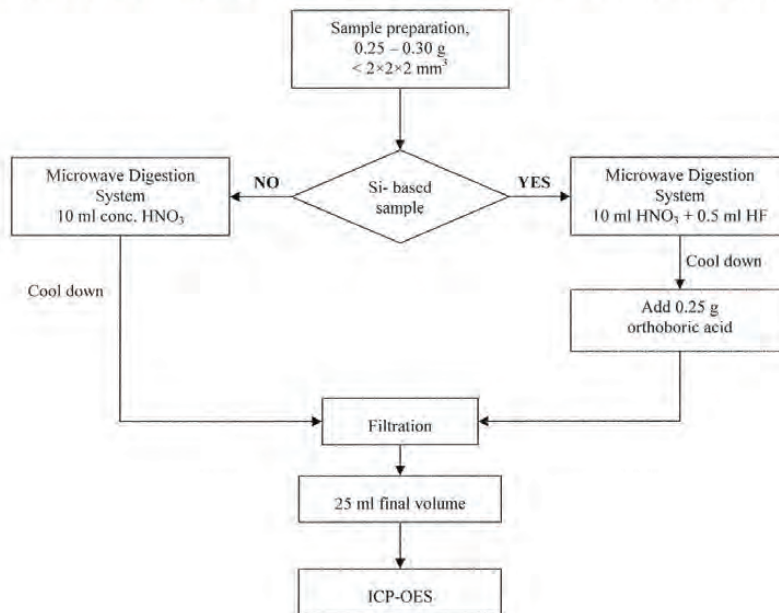 Sample preparation,
0.25 – 0.30 g
< 2×2×2 mm³
Microwave Digestion
System
10 ml conc. HNO₃
NO
Si- based
sample
YES
Microwave Digestion
System
10 ml HNO₃ + 0.5 ml HF
Cool down
Cool down
Add 0.25 g
orthoboric acid
Filtration
25 ml final volume
ICP-OES